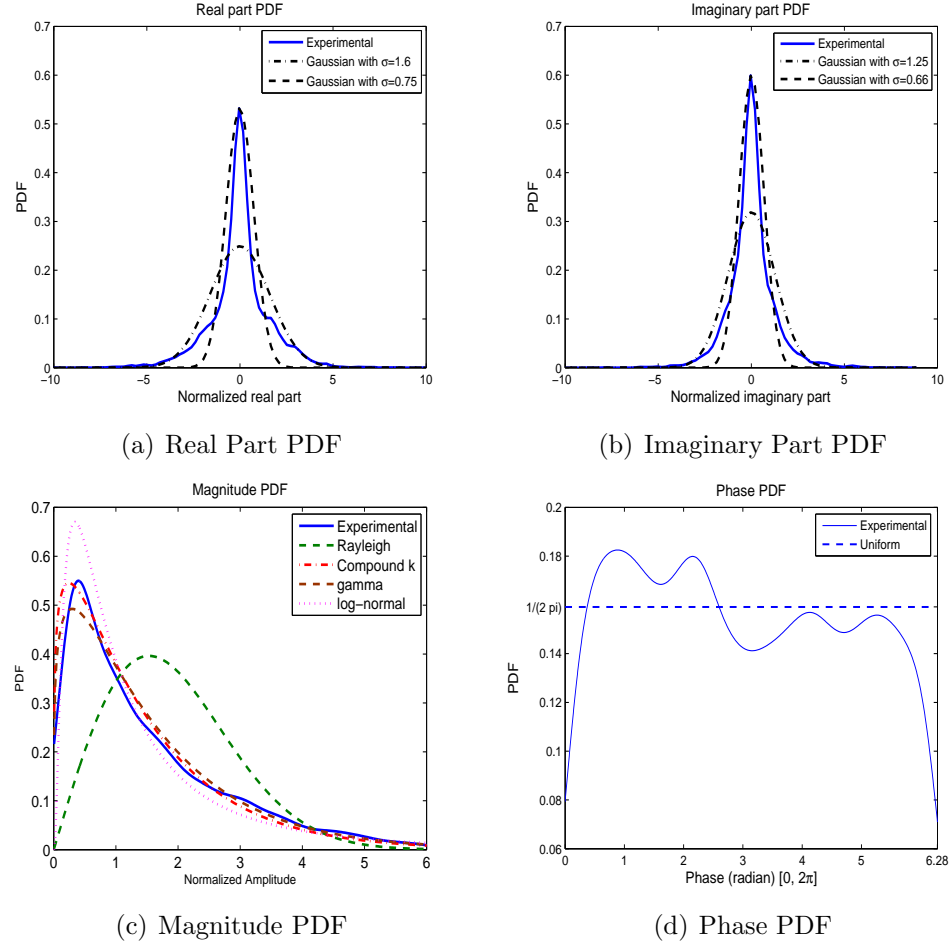 Real part PDF
0.7
0.6
0.5
0.4
0.3
0.2
0.1
0
PDF
Experimental
Gaussian with σ=1.6
Gaussian with σ=0.75
−10
−5
0
5
10
Normalized real part
(a) Real Part PDF
Imaginary part PDF
0.7
0.6
0.5
0.4
0.3
0.2
0.1
0
PDF
Experimental
Gaussian with σ=1.25
Gaussian with σ=0.66
−10
−5
0
5
10
Normalized imaginary part
(b) Imaginary Part PDF
Magnitude PDF
0.7
0.6
0.5
0.4
0.3
0.2
0.1
0
PDF
Experimental
Rayleigh
Compound k
gamma
log−normal
0
1
2
3
4
5
6
Normalized Amplitude
(c) Magnitude PDF
Phase PDF
0.2
0.18
1/(2 pi)
0.14
0.12
0.1
0.08
0.06
PDF
Experimental
Uniform
0
1
2
3
4
5
6.28
Phase (radian) [0, 2π]
(d) Phase PDF